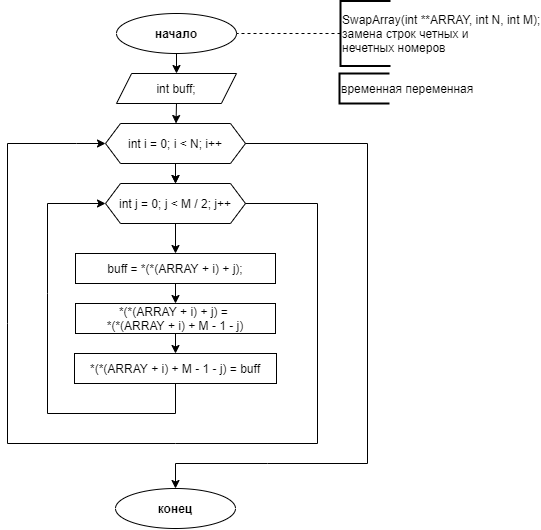 начало
SwapArray(int **ARRAY, int N, int M);
замена строк четных и
нечетных номеров
int buff;
временная переменная
int i = 0; i < N; i++
int j = 0; j < M / 2; j++
buff = *(*(ARRAY + i) + j);
*(*(ARRAY + i) + j) =
*(*(ARRAY + i) + M - 1 - j)
*(*(ARRAY + i) + M - 1 - j) = buff
конец